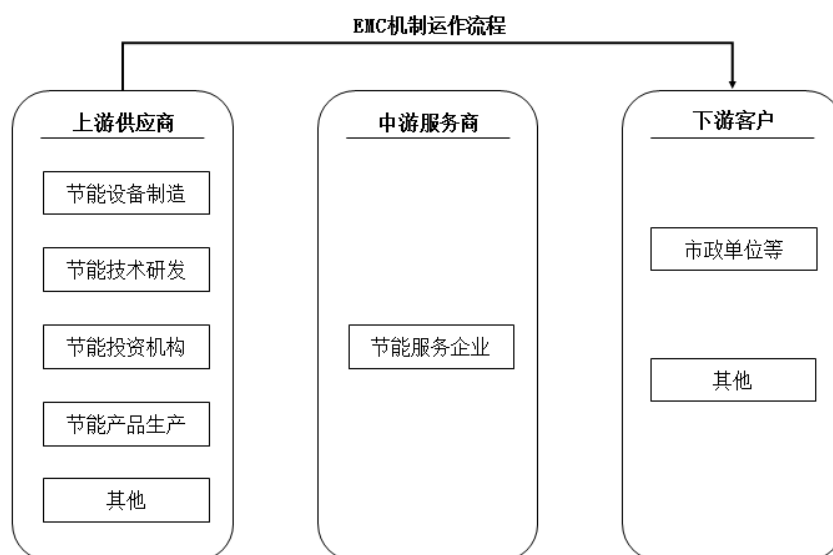 EMC机制运作流程
上游供应商
节能设备制造
节能技术研发
节能投资机构
节能产品生产
其他
中游服务商
节能服务企业
下游客户
市政单位等
其他